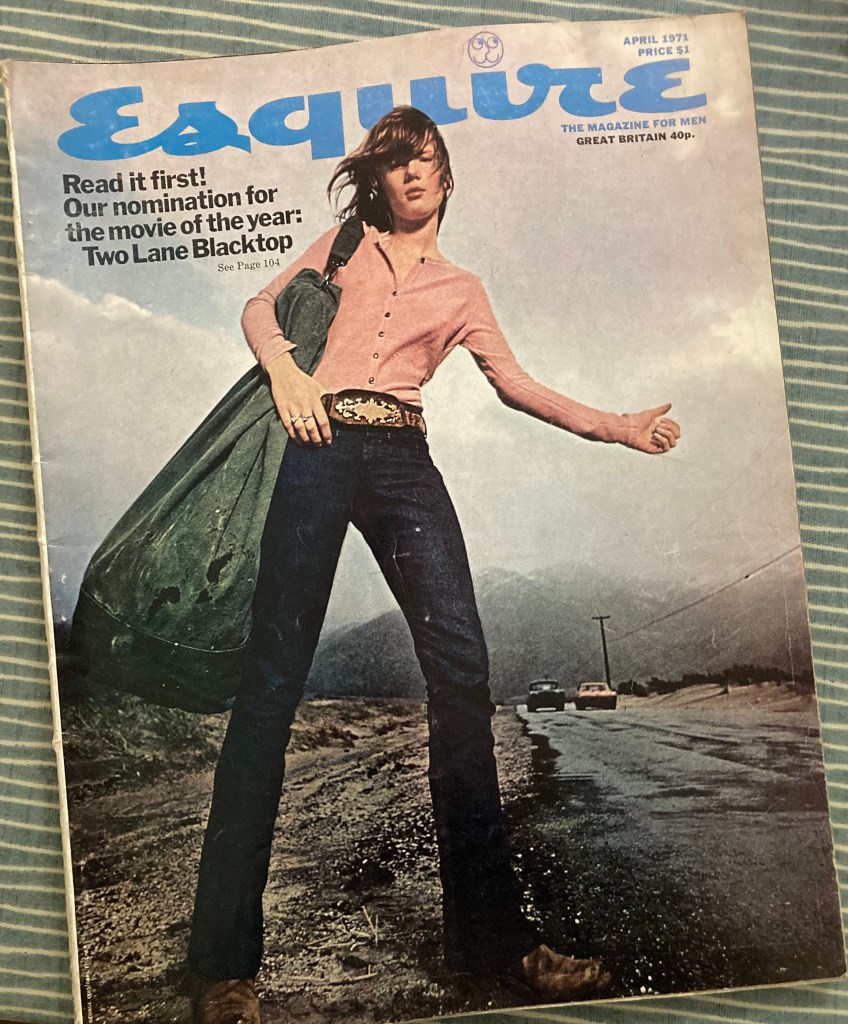 APRIL 1971
PRICE $1
Esquire
THE MAGAZINE FOR MEN
GREAT BRITAIN 40p.
Read it first!
Our nomination for
the movie of the year:
Two Lane Blacktop
See Page 104